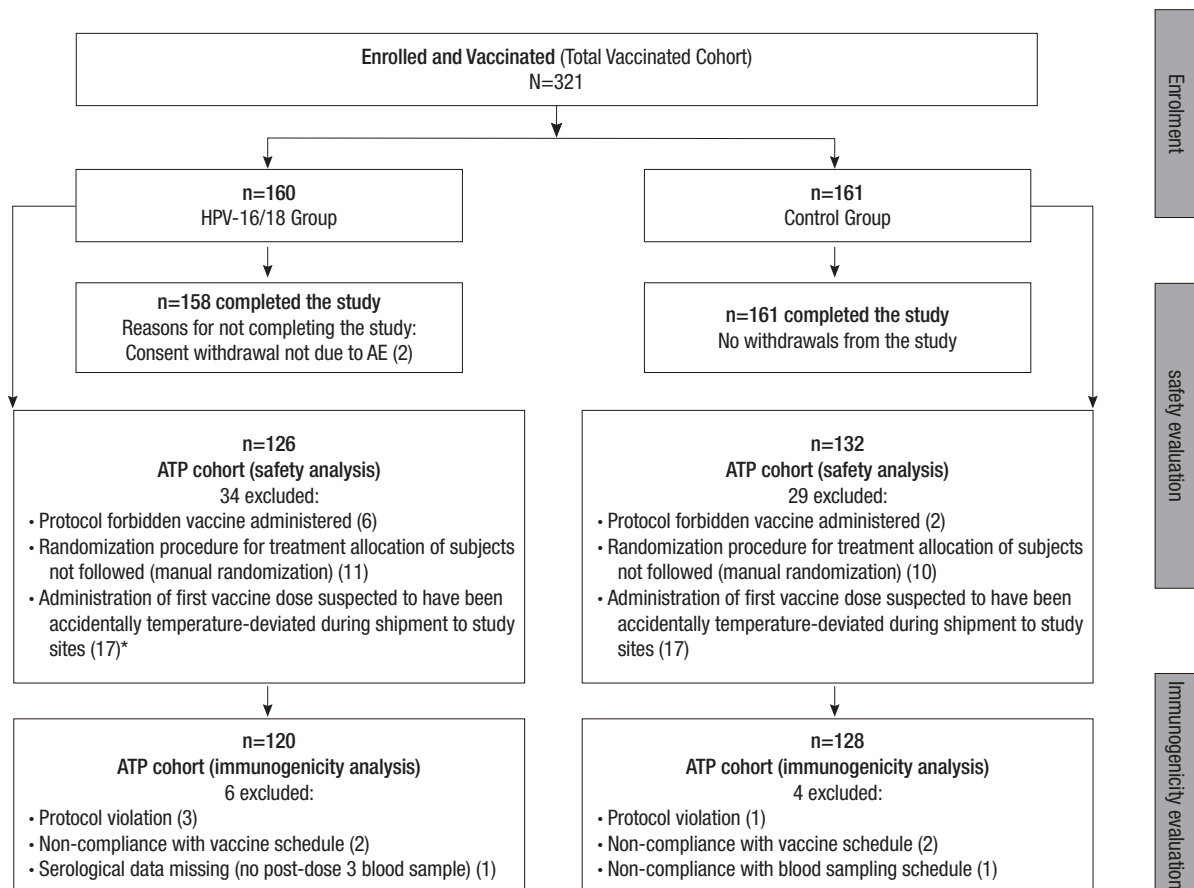 Enrolled and Vaccinated (Total Vaccinated Cohort)
N=321
Enrolment
n=160
HPV-16/18 Group
n=161
Control Group
n=158 completed the study
Reasons for not completing the study:
Consent withdrawal not due to AE (2)
n=161 completed the study
No withdrawals from the study
safety evaluation
n=126
ATP cohort (safety analysis)
34 excluded:
• Protocol forbidden vaccine administered (6)
• Randomization procedure for treatment allocation of subjects
not followed (manual randomization) (11)
• Administration of first vaccine dose suspected to have been
accidentally temperature-deviated during shipment to study
sites (17)*
n=132
ATP cohort (safety analysis)
29 excluded:
• Protocol forbidden vaccine administered (2)
• Randomization procedure for treatment allocation of subjects
not followed (manual randomization) (10)
• Administration of first vaccine dose suspected to have been
accidentally temperature-deviated during shipment to study
sites (17)
n=120
ATP cohort (immunogenicity analysis)
6 excluded:
• Protocol violation (3)
• Non-compliance with vaccine schedule (2)
• Serological data missing (no post-dose 3 blood sample) (1)
n=128
ATP cohort (immunogenicity analysis)
4 excluded:
• Protocol violation (1)
• Non-compliance with vaccine schedule (2)
• Non-compliance with blood sampling schedule (1)
Immunogenicity evaluation